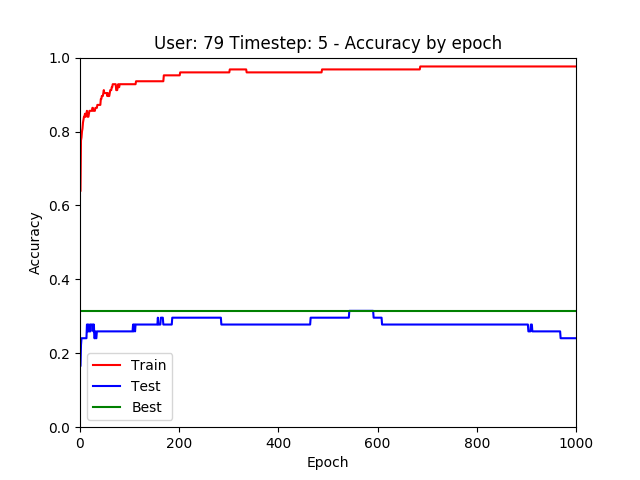 User: 79 Timestep: 5 - Accuracy by epoch
1.0
0.8
0.6
0.4
0.2
0.0
Accuracy
Train
Test
Best
0 200 400 600 800 1000
Epoch